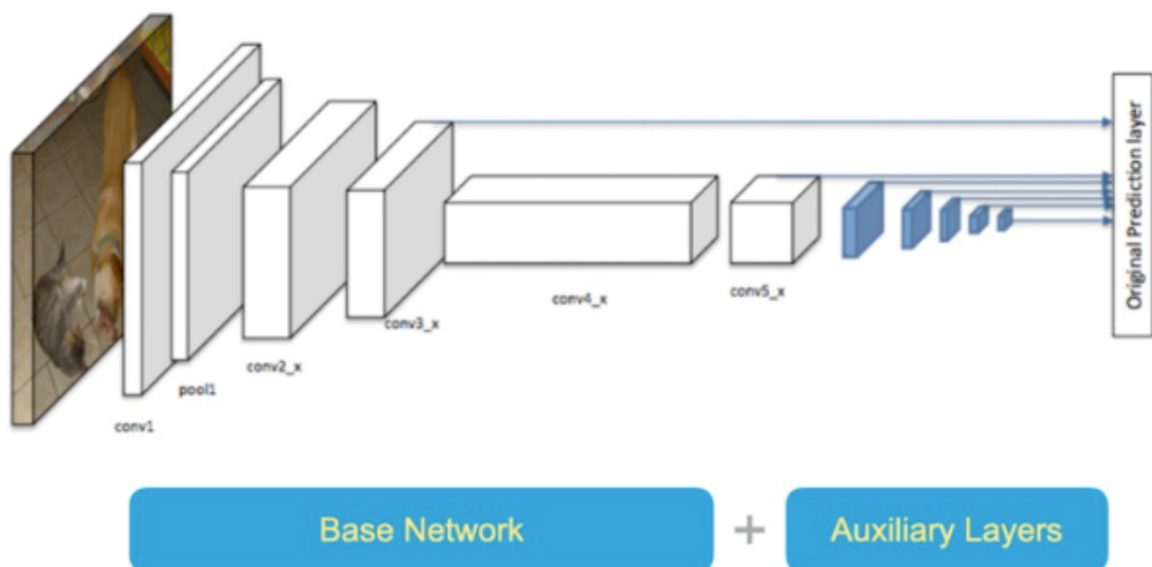 Original Prediction layer
conv4_x
conv5_x
conv3_x
conv2_x
pool1
conv1
Base Network
+
Auxiliary Layers